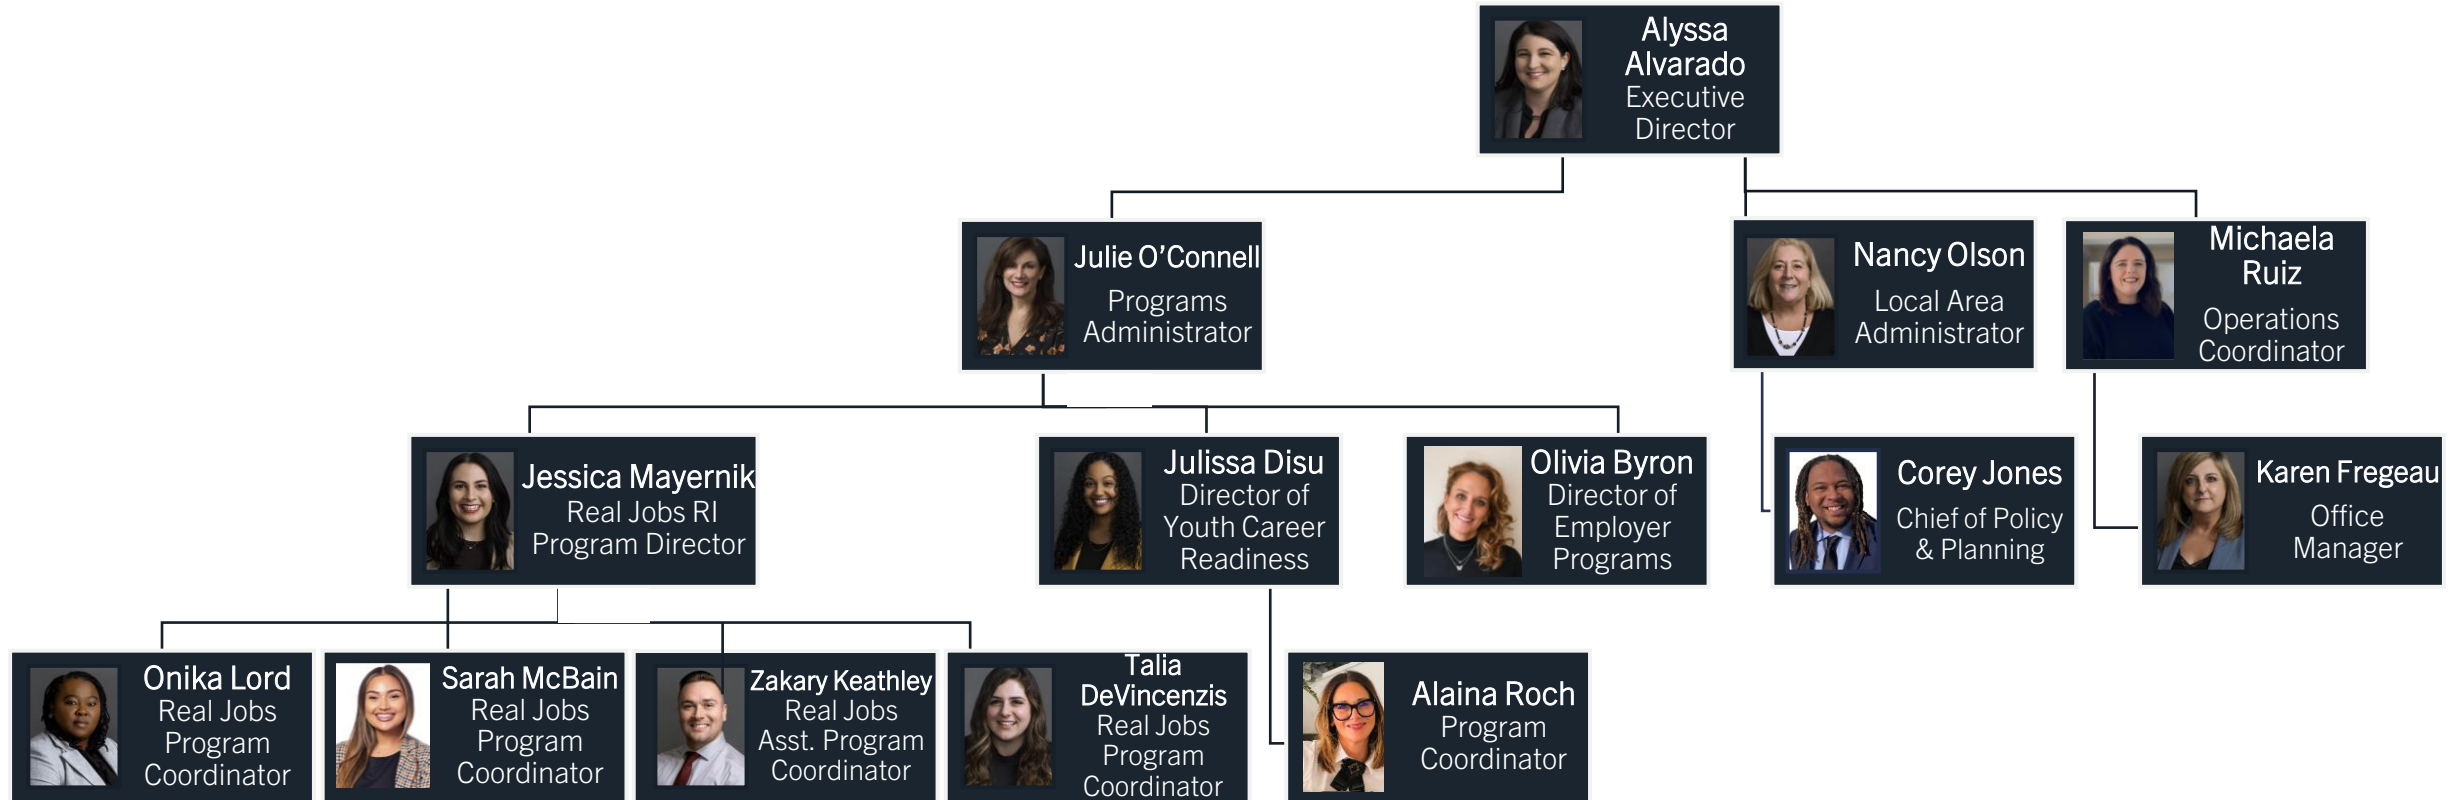 Alyssa
Alvarado
Executive
Director
Julie O’Connell
Programs
Administrator
Nancy Olson
Local Area
Administrator
Michaela
Ruiz
Operations
Coordinator
Jessica Mayernik
Real Jobs RI
Program Director
Julissa Disu
Director of
Youth Career
Readiness
Olivia Byron
Director of
Employer
Programs
Corey Jones
Chief of Policy
& Planning
Karen Fregeau
Office
Manager
Onika Lord
Real Jobs
Program
Coordinator
Sarah McBain
Real Jobs
Program
Coordinator
Zakary Keathley
Real Jobs
Asst. Program
Coordinator
Talia
DeVincenzis
Real Jobs
Program
Coordinator
Alaina Roch
Program
Coordinator